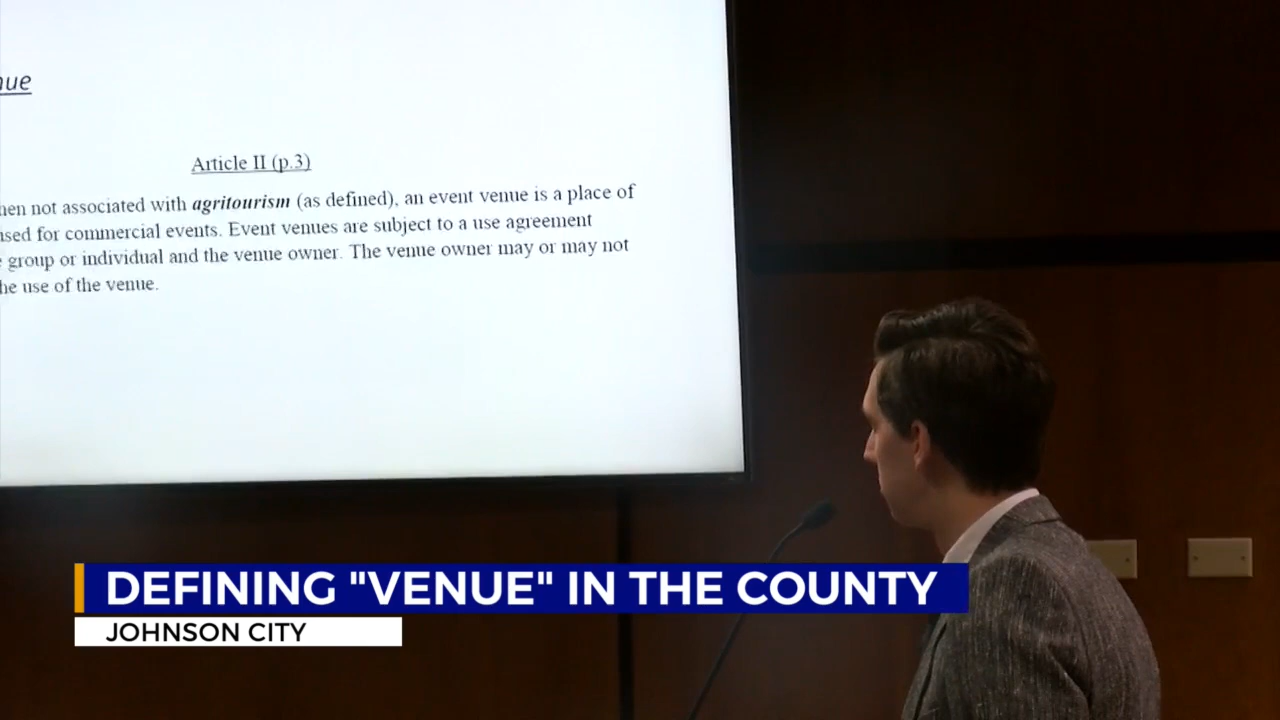 nue
Article II (p.3)
hen not associated with agritourism (as defined), an event venue is a place of
ised for commercial events. Event venues are subject to a use agreement
group or individual and the venue owner. The venue owner may or may not
he use of the venue.
DEFINING "VENUE" IN THE COUNTY
JOHNSON CITY